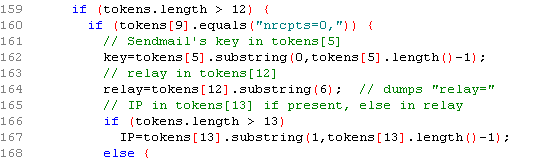 159 if (tokens.length > 12) {
160 if (tokens[9].equals("nrcpts=0,")) {
161 // Sendmail's key in tokens[5]
162 key=tokens[5].substring(0,tokens[5].length()-1);
163 // relay in tokens[12]
164 relay=tokens[12].substring(6); // dumps "relay="
165 // IP in tokens[13] if present, else in relay
166 if (tokens.length > 13)
167 IP=tokens[13].substring(1,tokens[13].length()-1);
168 else {